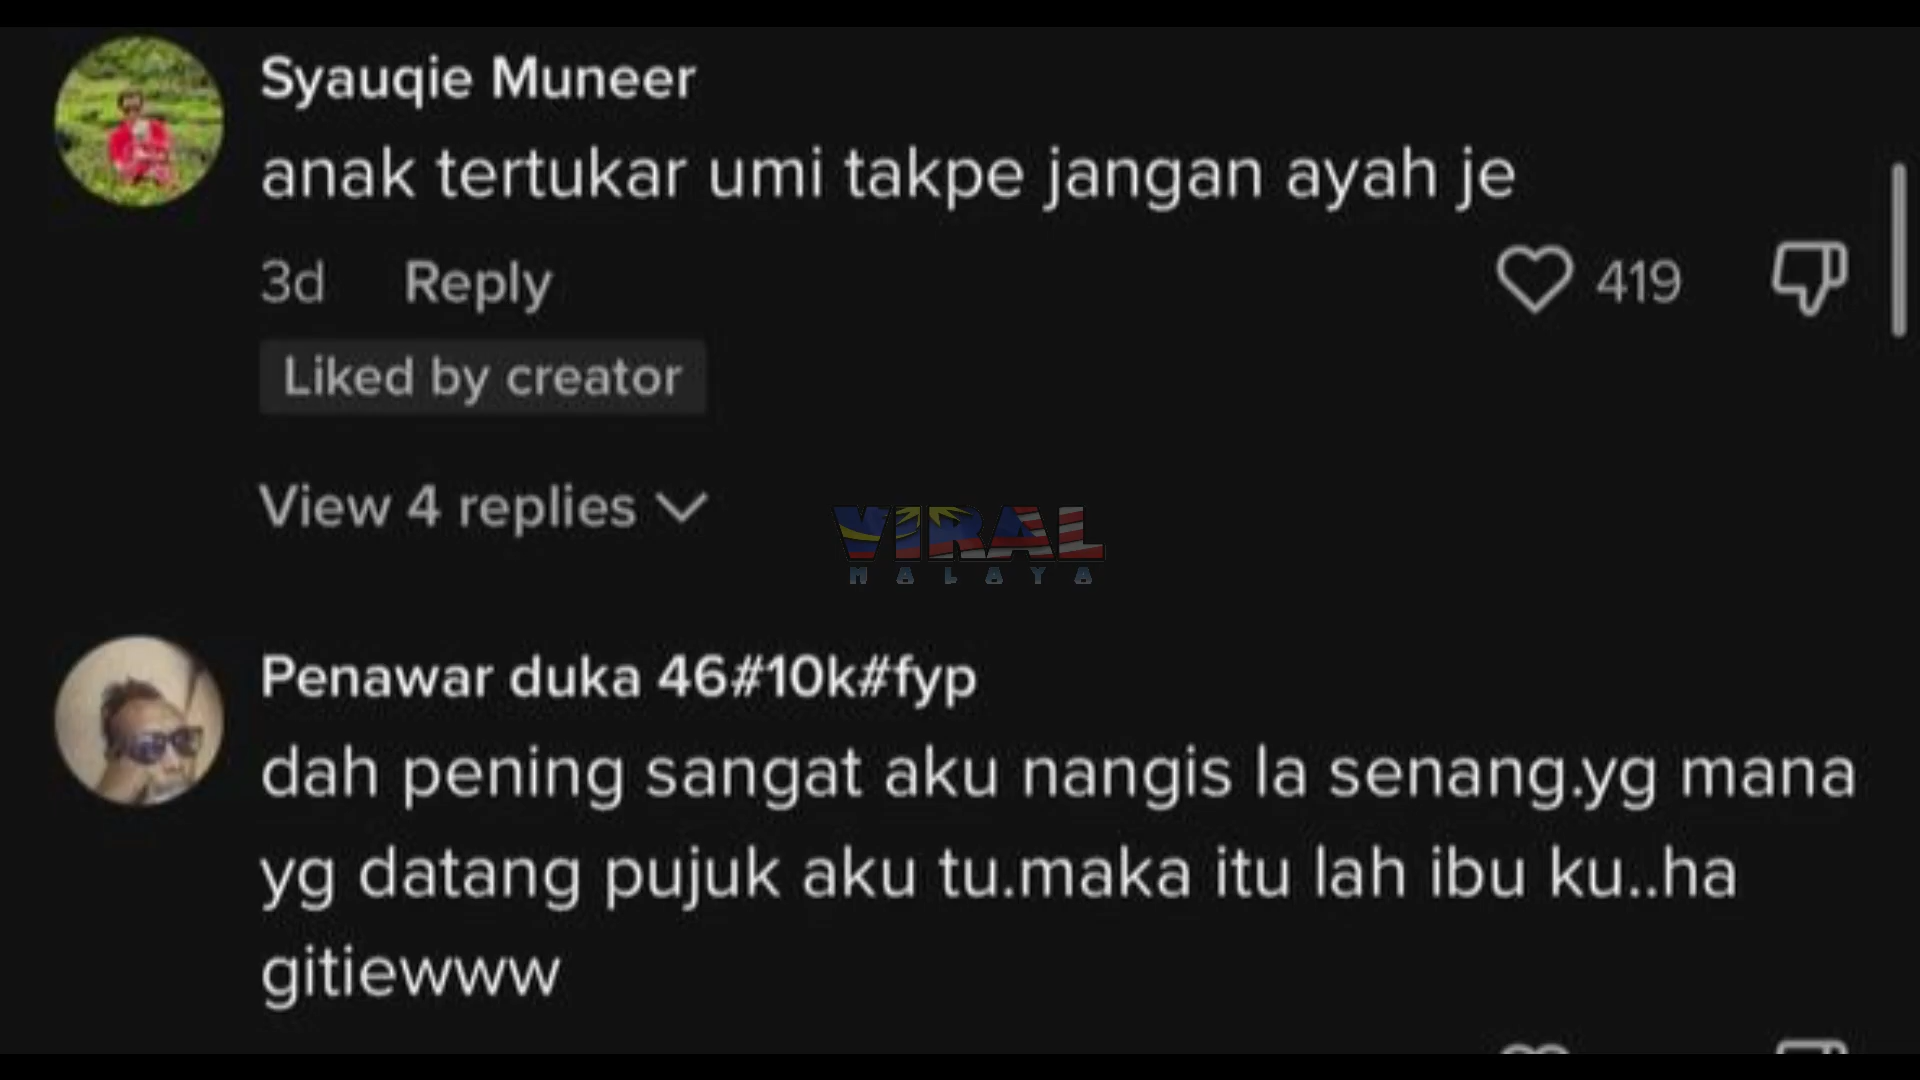 Syauqie Muneer
anak tertukar umi takpe jangan ayah je
3d Reply 419
Liked by creator
View 4 replies
VIRAL
MALAYA
Penawar duka 46#10k#fyp
dah pening sangat aku nangis la senang.yg mana
yg datang pujuk aku tu.maka itu lah ibu ku..ha
gitiewww